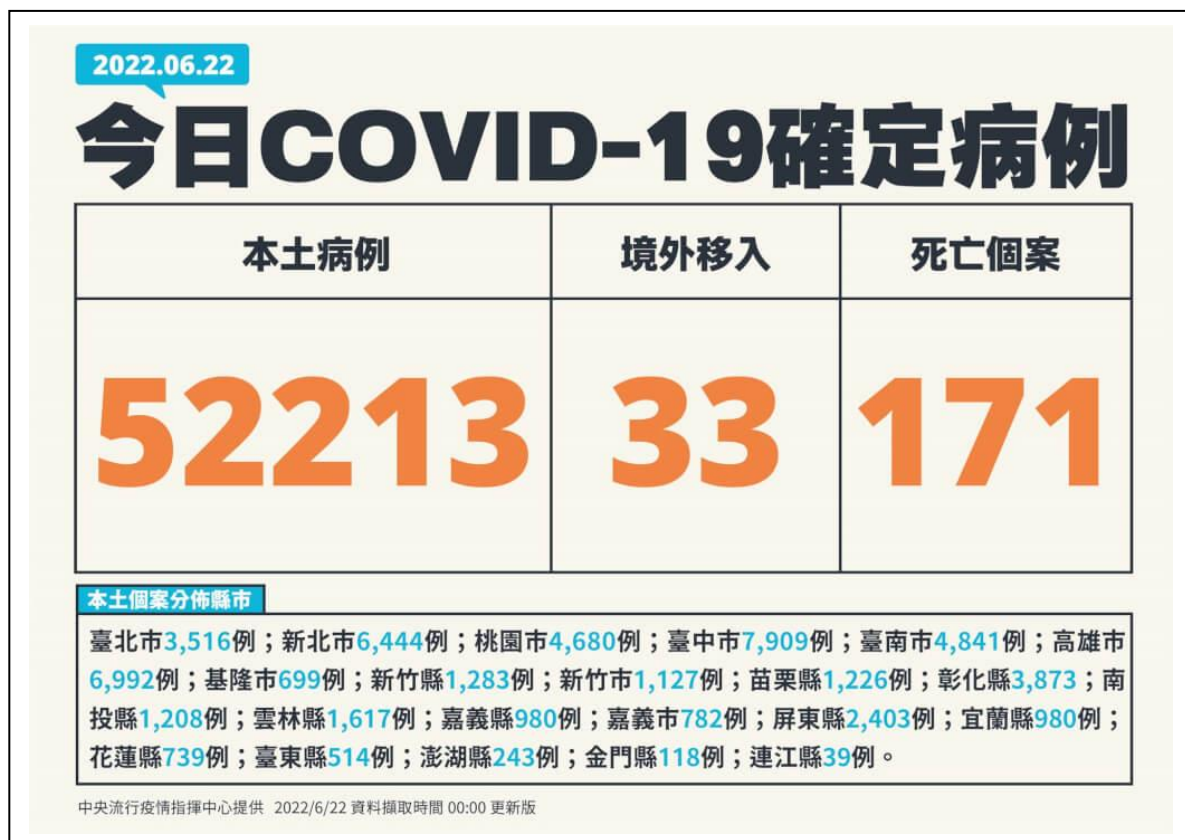 2022.06.22
今日COVID-19確定病例
本土病例
境外移入
死亡個案
52213
33
171
本土個案分佈縣市
臺北市3,516例；新北市6,444例；桃園市4,680例；臺中市7,909例；臺南市4,841例；高雄市
6,992例；基隆市699例；新竹縣1,283例；新竹市1,127例；苗栗縣1,226例；彰化縣3,873；南
投縣1,208例；雲林縣1,617例；嘉義縣980例；嘉義市782例；屏東縣2,403例；宜蘭縣980例；
花蓮縣739例；臺東縣514例；澎湖縣243例；金門縣118例；連江縣39例。
中央流行疫情指揮中心提供 2022/6/22 資料擷取時間 00:00 更新版